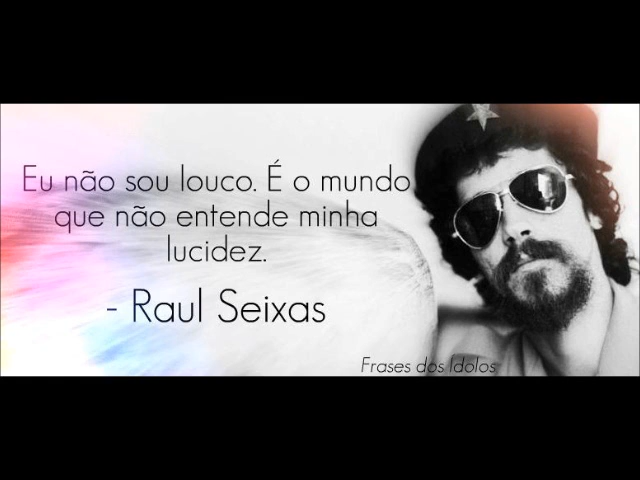 Eu não sou louco. É o mundo
que não entende minha
lucidez.
- Raul Seixas
Frases dos Idolos